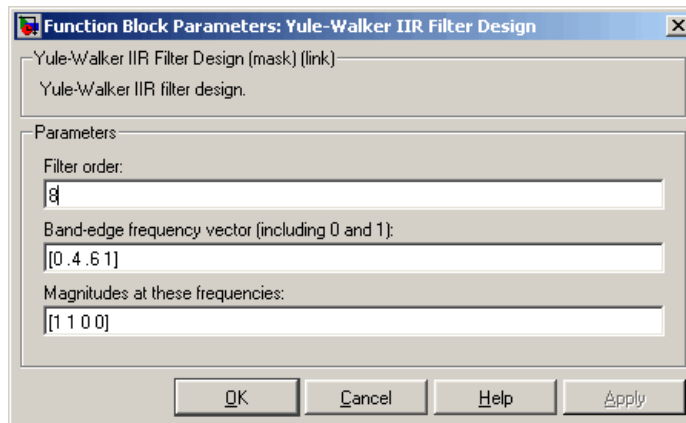 Function Block Parameters: Yule-Walker IIR Filter Design
Yule-Walker IIR Filter Design (mask) (link)
Yule-Walker IIR filter design.
Parameters
Filter order:
8
Band-edge frequency vector (including 0 and 1):
[0 .4 .6 1]
Magnitudes at these frequencies:
[1 1 0 0]
OK Cancel Help Apply